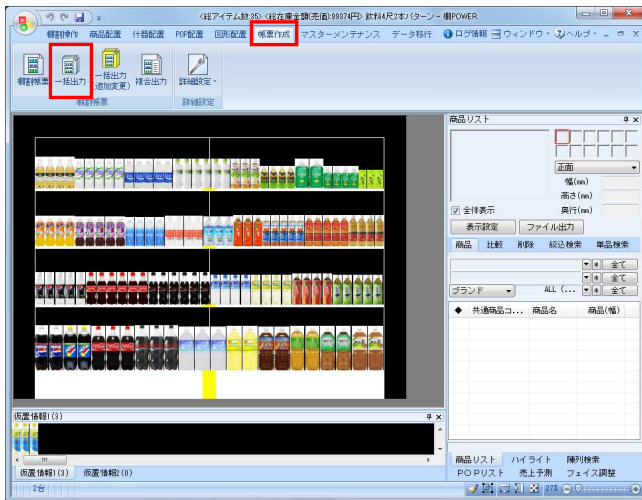 <総アイテム数:35> <総在庫金額(売価):99374円> 飲料4尺2本パターン - 棚POWER
棚割操作 商品配置 什器配置 POP配置 図形配置 帳票作成 マスターメンテナンス データ移行 ログ情報 ウィンドウ ヘルプ
棚割帳票 一括出力 一括出力(追加変更) 複合出力 詳細設定
棚割帳票 詳細設定
商品リスト
正面
幅(mm)
高さ(mm)
全体表示 奥行(mm)
表示設定 ファイル出力
商品 比較 削除 絞込検索 単品検索
全て
全て
ブランド ALL (... 全て
◆ 共通商品コ... 商品名 商品(幅)
仮置情報1(3)
仮置情報1(3) 仮置情報2(0)
商品リスト ハイライト 陳列検索
POPリスト 売上予測 フェイス調整
2台 27%